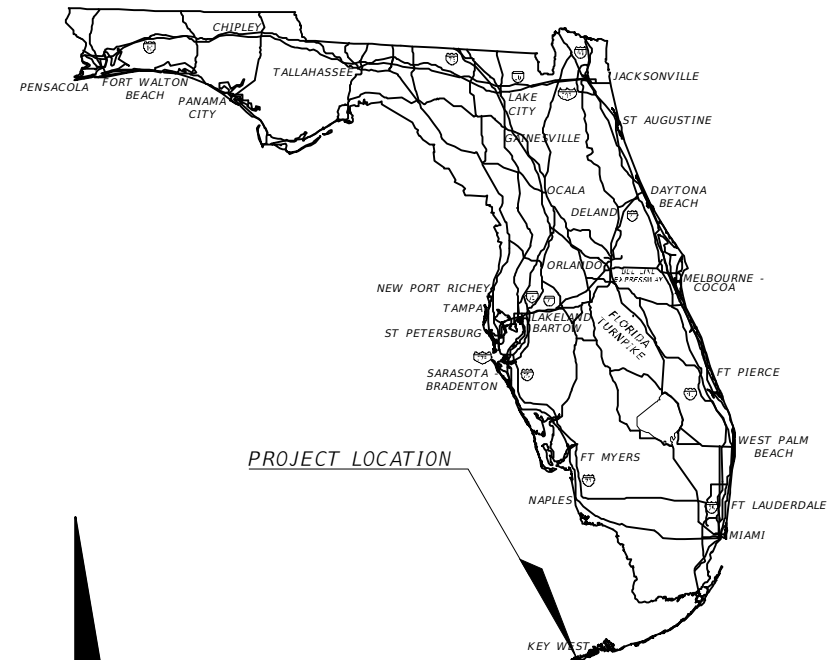 CHIPLEY
PENSACOLA
FORT WALTON
BEACH
PANAMA
CITY
TALLAHASSEE
LAKE
CITY
JACKSONVILLE
ST AUGUSTINE
GAINESVILLE
OCALA
DAYTONA
BEACH
DELAND
ORLANDO
EXPRESSWAY
MELBOURNE -
COCOA
NEW PORT RICHEY
TAMPA
LAKELAND
BARTOW
ST PETERSBURG
FLORIDA
TURNPIKE
SARASOTA -
BRADENTON
FT PIERCE
WEST PALM
BEACH
PROJECT LOCATION
FT MYERS
NAPLES
FT LAUDERDALE
MIAMI
KEY WEST